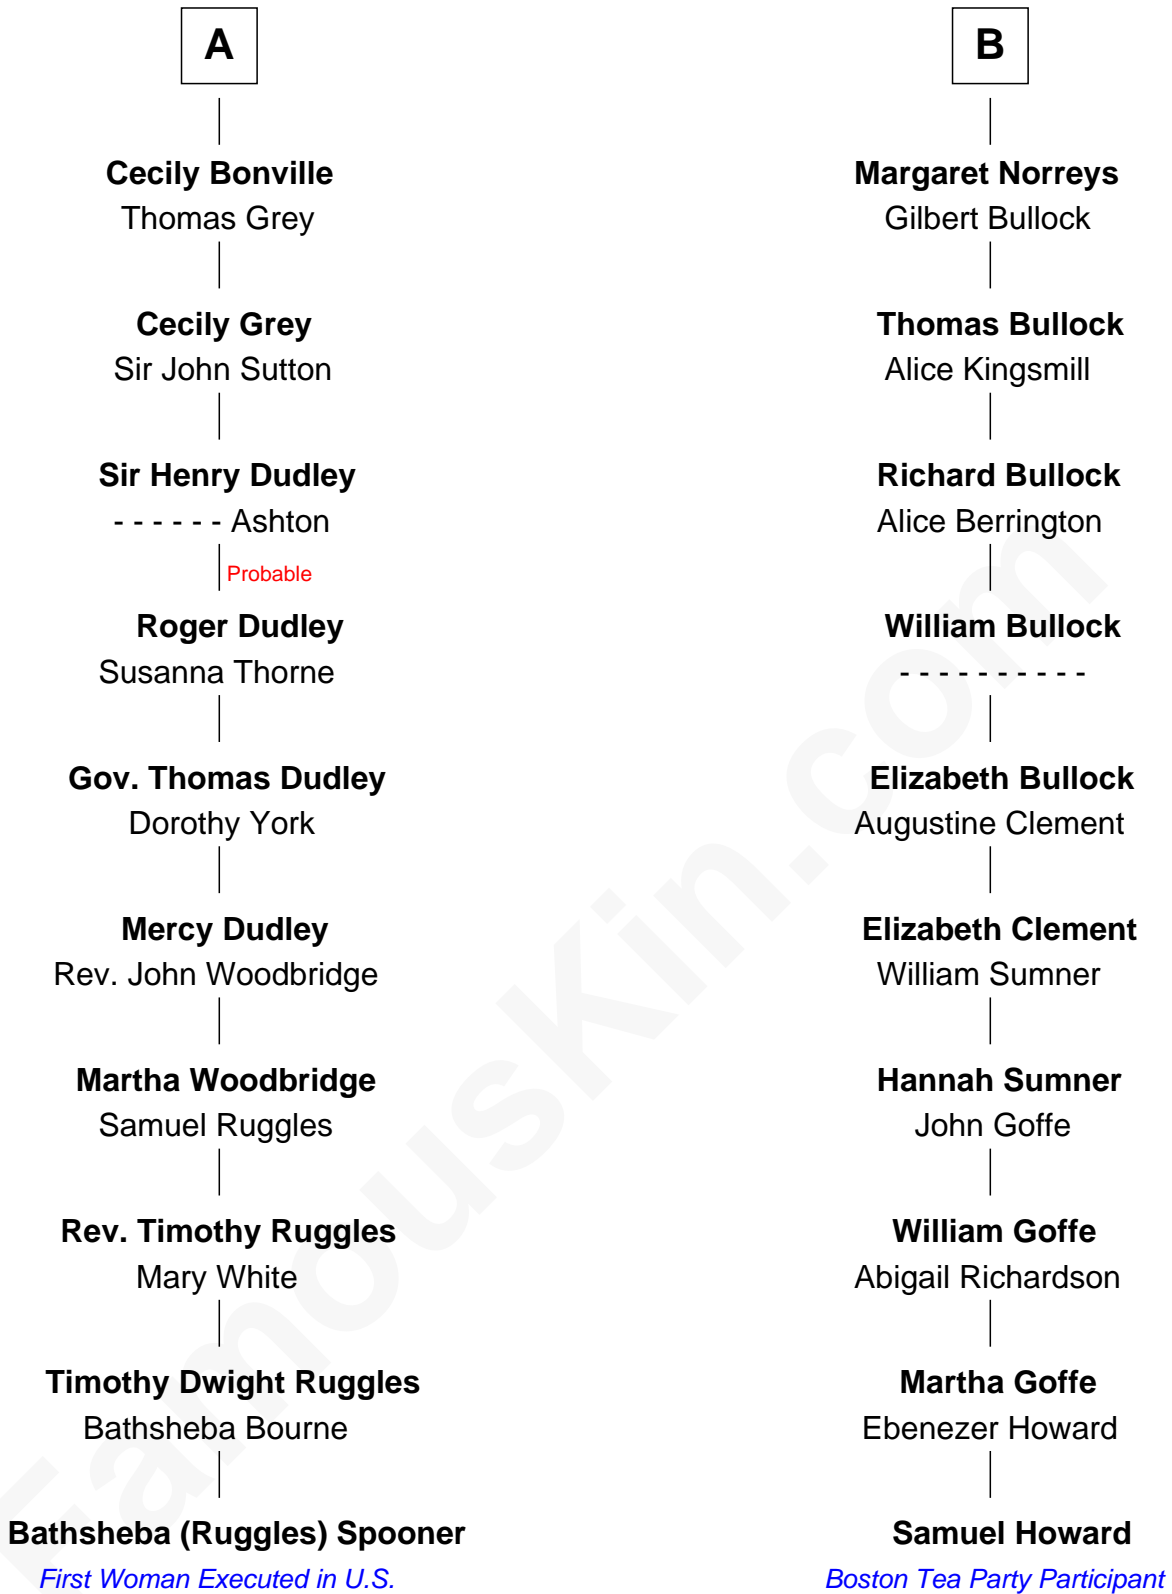 A
Cecily Bonville
Thomas Grey
Cecily Grey
Sir John Sutton
Sir Henry Dudley
- - - - - - Ashton
Probable
Roger Dudley
Susanna Thorne
Gov. Thomas Dudley
Dorothy York
Mercy Dudley
Rev. John Woodbridge
Martha Woodbridge
Samuel Ruggles
Rev. Timothy Ruggles
Mary White
Timothy Dwight Ruggles
Bathsheba Bourne
Bathsheba (Ruggles) Spooner
First Woman Executed in U.S.
B
Margaret Norreys
Gilbert Bullock
Thomas Bullock
Alice Kingsmill
Richard Bullock
Alice Berrington
William Bullock
- - - - - - - - - -
Elizabeth Bullock
Augustine Clement
Elizabeth Clement
William Sumner
Hannah Sumner
John Goffe
William Goffe
Abigail Richardson
Martha Goffe
Ebenezer Howard
Samuel Howard
Boston Tea Party Participant
FamousKin.com